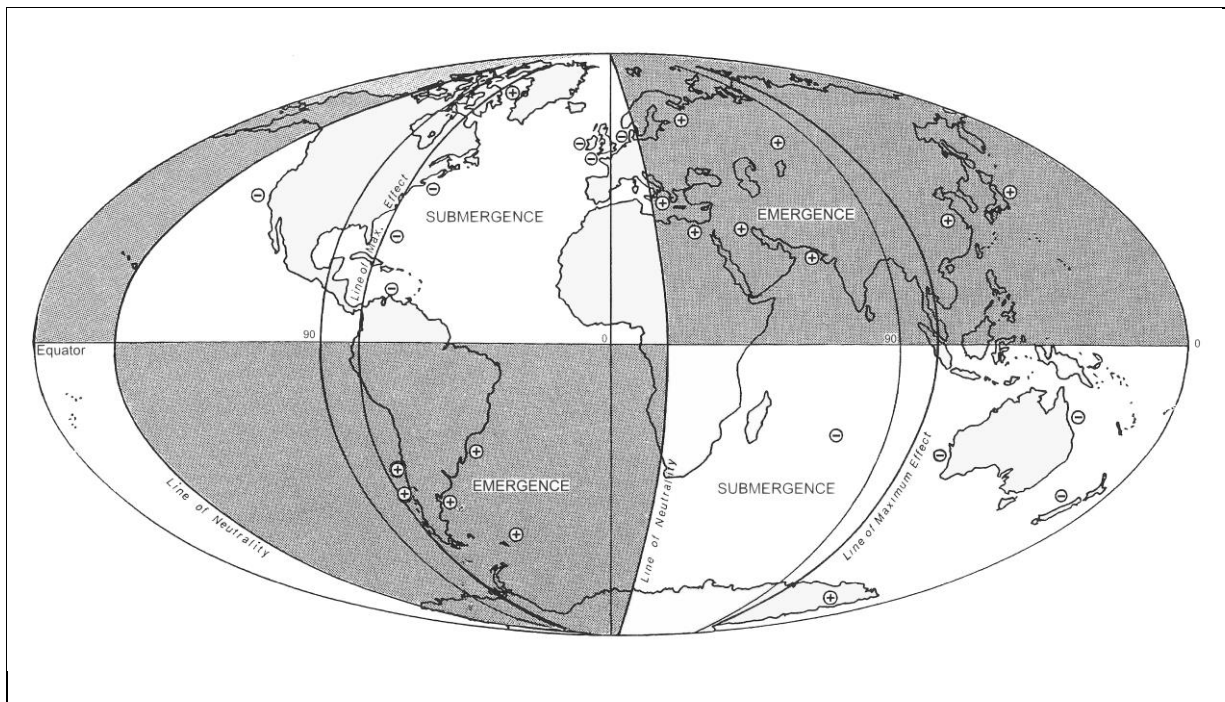 Line of Max. Effect
SUBMERGENCE
EMERGENCE
90
0
90
0
Equator
EMERGENCE
SUBMERGENCE
Line of Neutrality
Line of Neutrality
Line of Maximum Effect